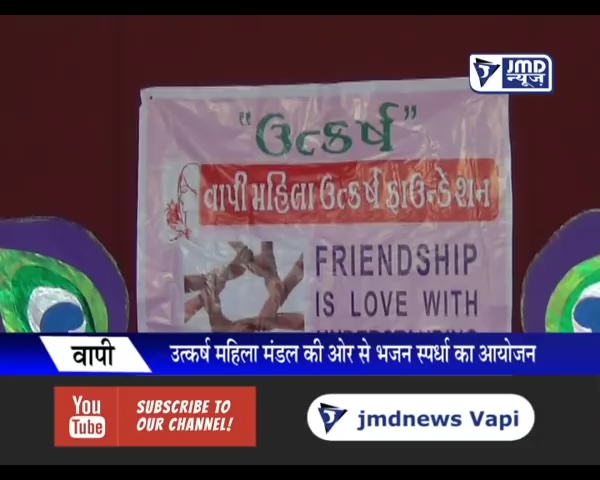 JMD
न्यूज़
"ઉત્કર્ષ"
વાપી મહિલા ઉત્કર્ષ ફાઉન્ડેશન
FRIENDSHIP
IS LOVE WITH
UNDERSTANDING
वापी
उत्कर्ष महिला मंडल की ओर से भजन स्पर्धा का आयोजन
You
Tube
SUBSCRIBE TO
OUR CHANNEL!
jmdnews Vapi